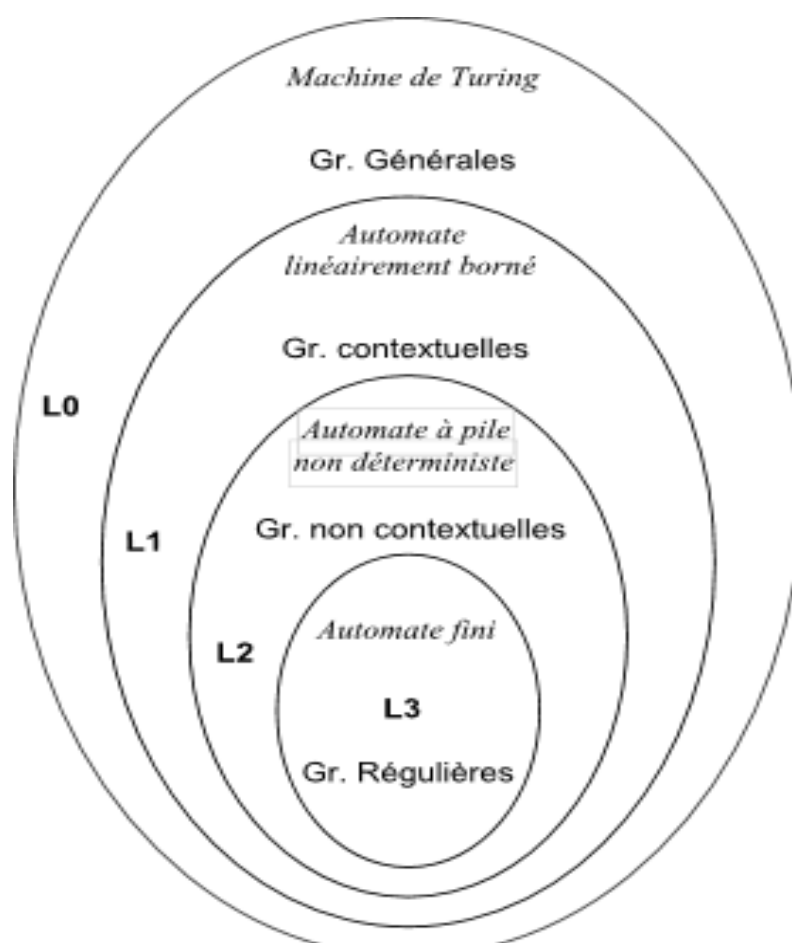 Machine de Turing
Gr. Générales
Automate
linéairement borné
Gr. contextuelles
L0
Automate à pile
non déterministe
Gr. non contextuelles
L1
Automate fini
L2
L3
Gr. Régulières